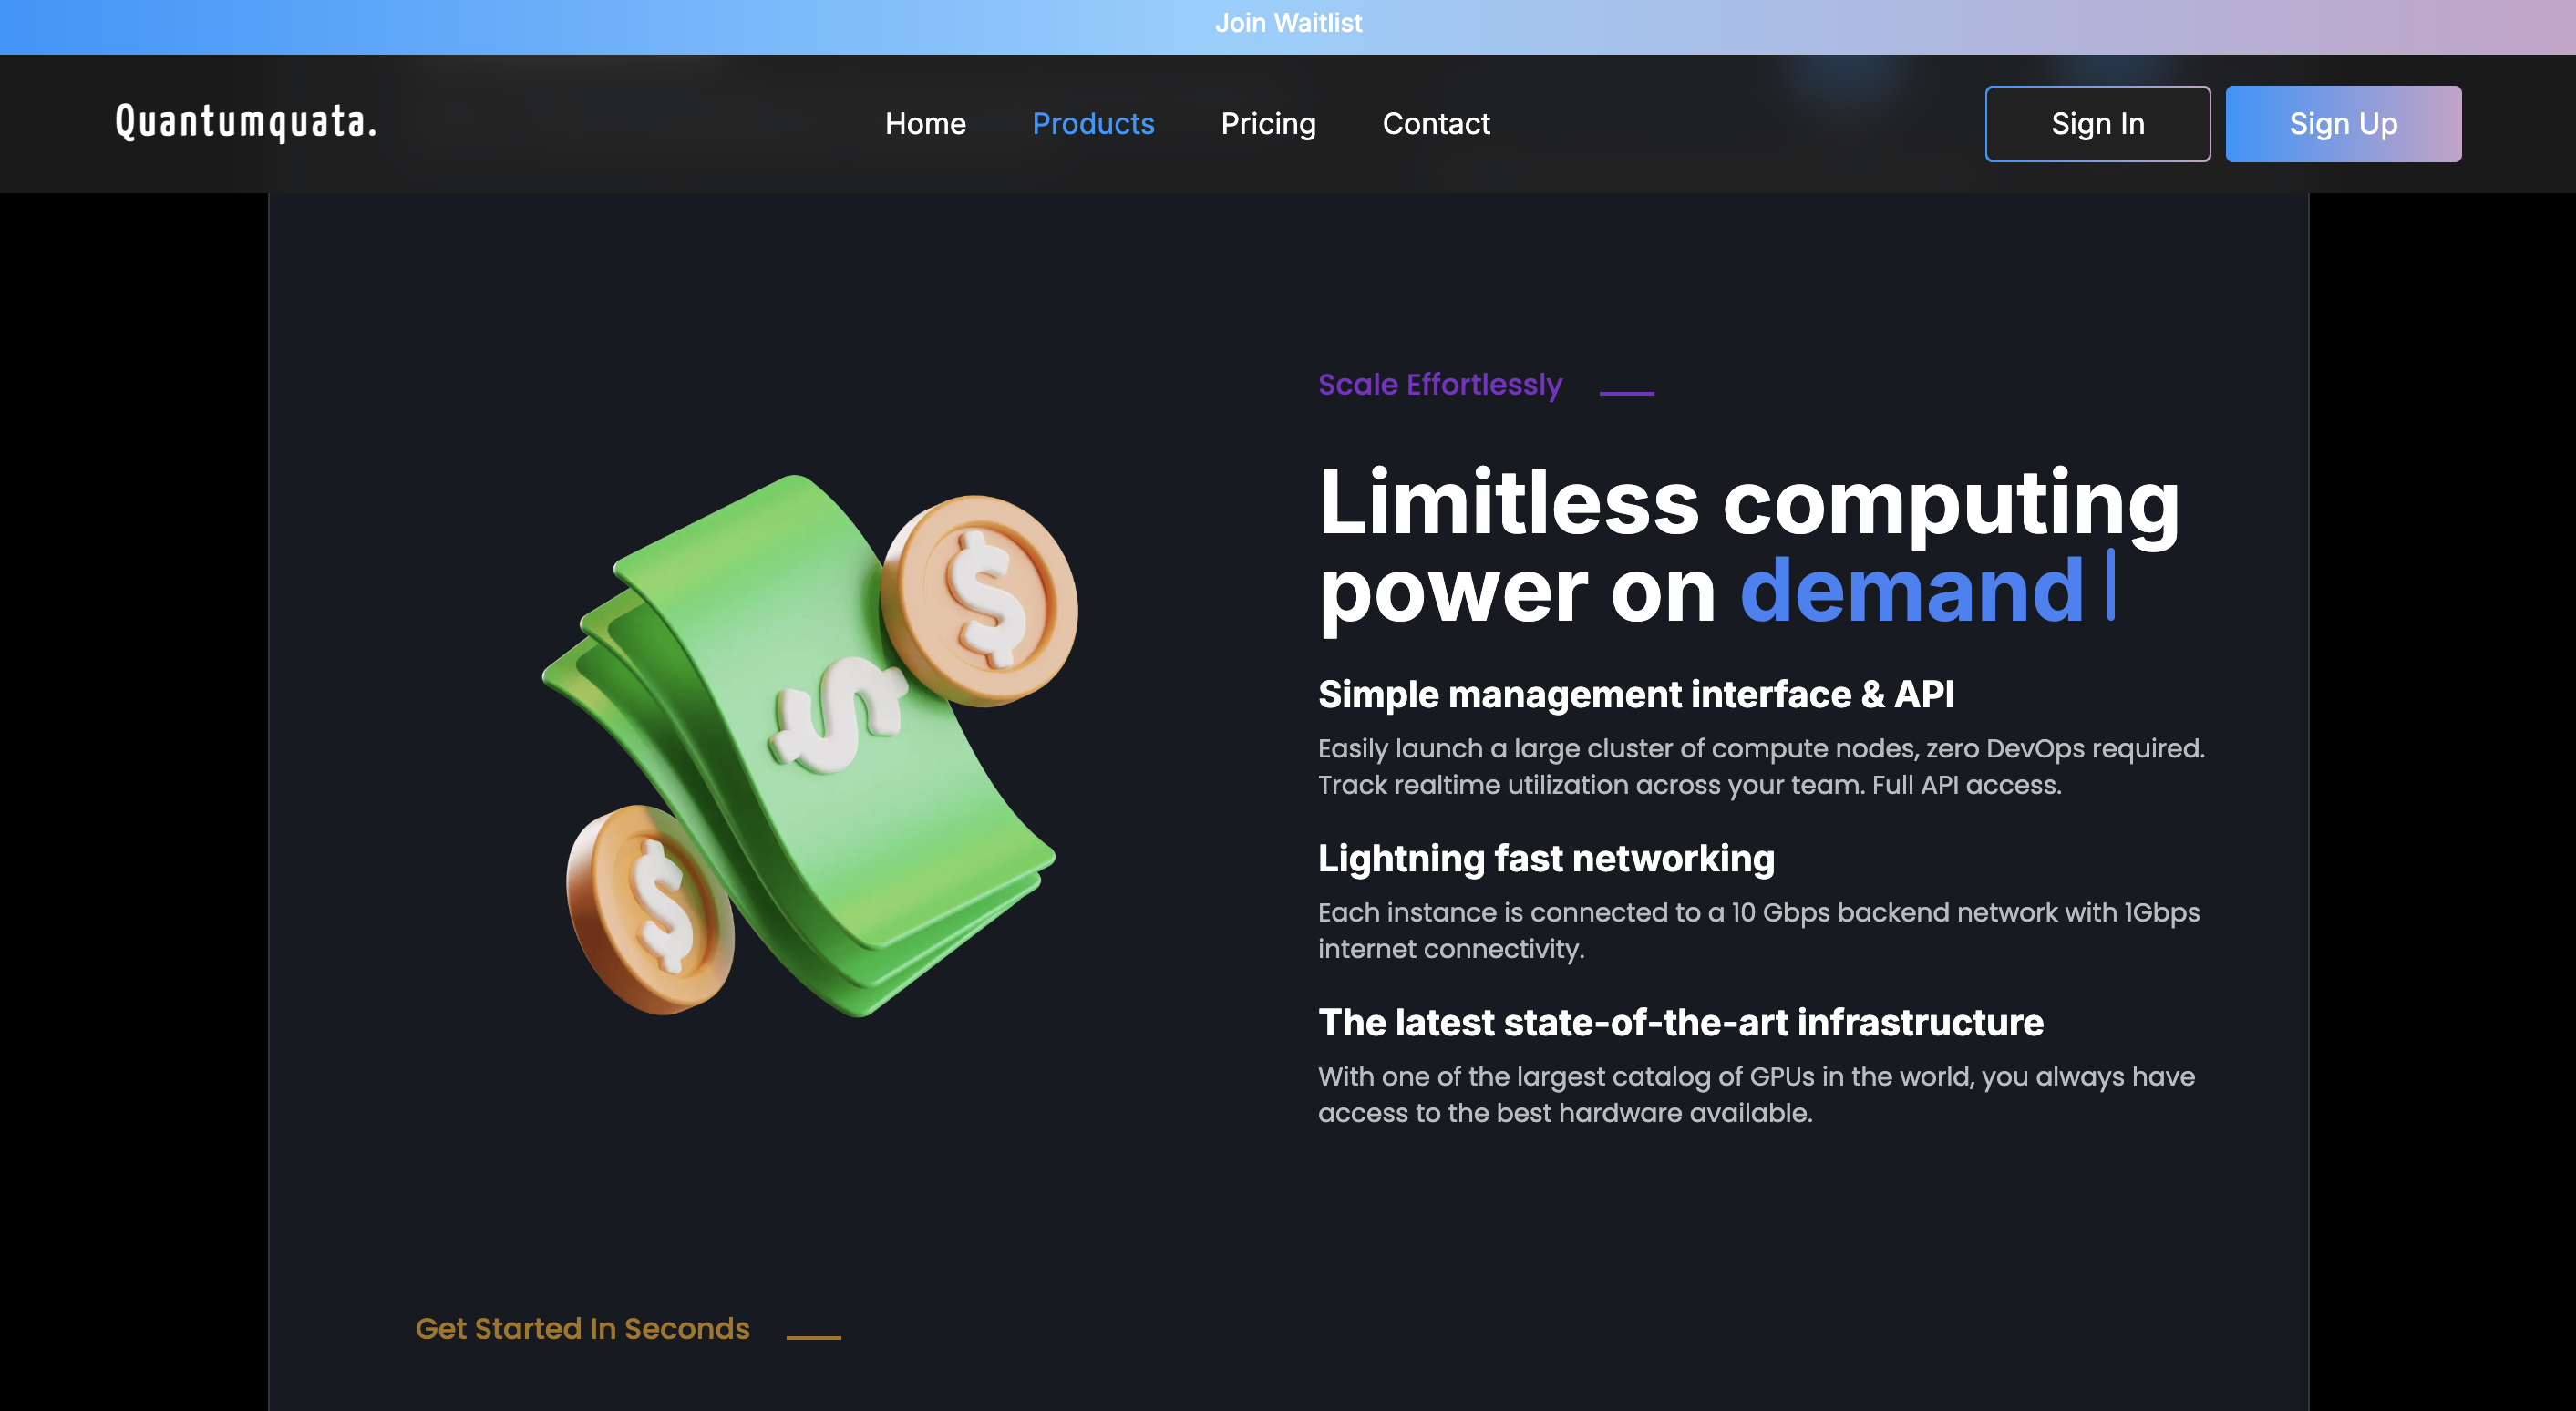 Join Waitlist
Quantumquata.
Home Products Pricing Contact
Sign In Sign Up
Scale Effortlessly
Limitless computing
power on demand
Simple management interface & API
Easily launch a large cluster of compute nodes, zero DevOps required.
Track realtime utilization across your team. Full API access.
Lightning fast networking
Each instance is connected to a 10 Gbps backend network with 1Gbps
internet connectivity.
The latest state-of-the-art infrastructure
With one of the largest catalog of GPUs in the world, you always have
access to the best hardware available.
$
$
$
Get Started In Seconds